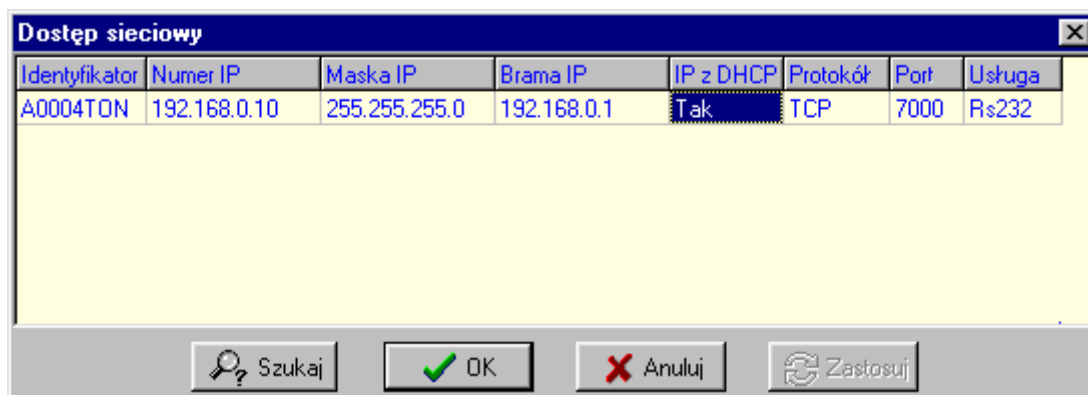 Dostęp sieciowy
Identyfikator Numer IP Maska IP Brama IP IP z DHCP Protokół Port Usługa
A0004TON 192.168.0.10 255.255.255.0 192.168.0.1 Tak TCP 7000 Rs232
Szukaj OK Anuluj Zastosuj